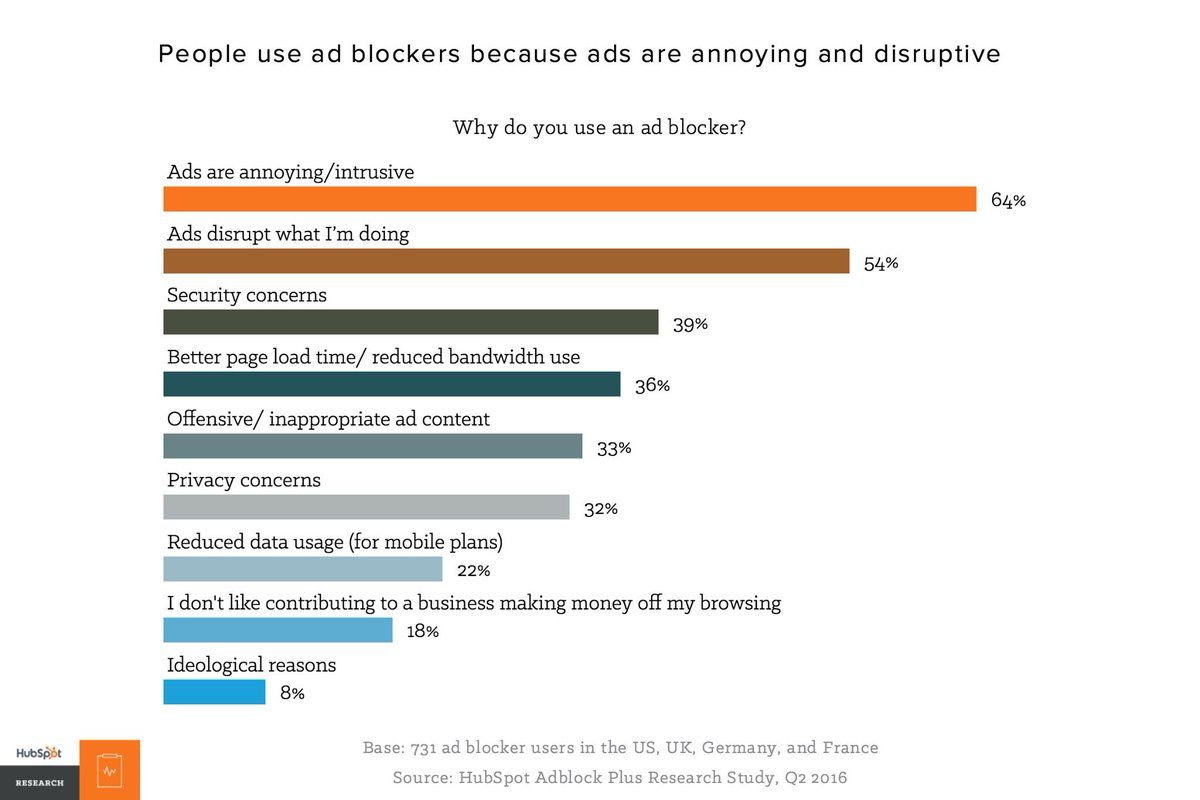 People use ad blockers because ads are annoying and disruptive
Why do you use an ad blocker?
Ads are annoying/intrusive
64%
Ads disrupt what I’m doing
54%
Security concerns
39%
Better page load time/ reduced bandwidth use
36%
Offensive/ inappropriate ad content
33%
Privacy concerns
32%
Reduced data usage (for mobile plans)
22%
I don't like contributing to a business making money off my browsing
18%
Ideological reasons
8%
Base: 731 ad blocker users in the US, UK, Germany, and France
Source: HubSpot Adblock Plus Research Study, Q2 2016
HubSpot
RESEARCH